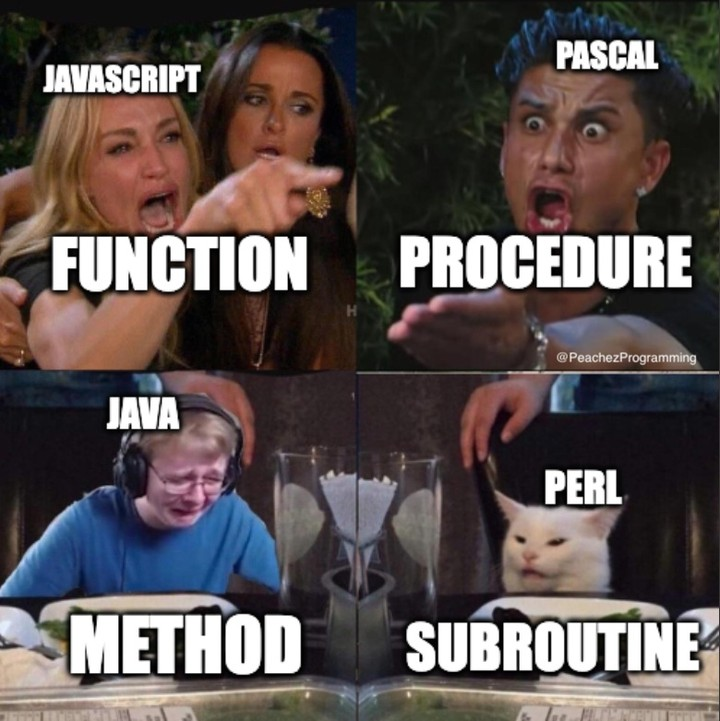 JAVASCRIPT
FUNCTION
PASCAL
PROCEDURE
@PeachezProgramming
JAVA
METHOD
PERL
SUBROUTINE